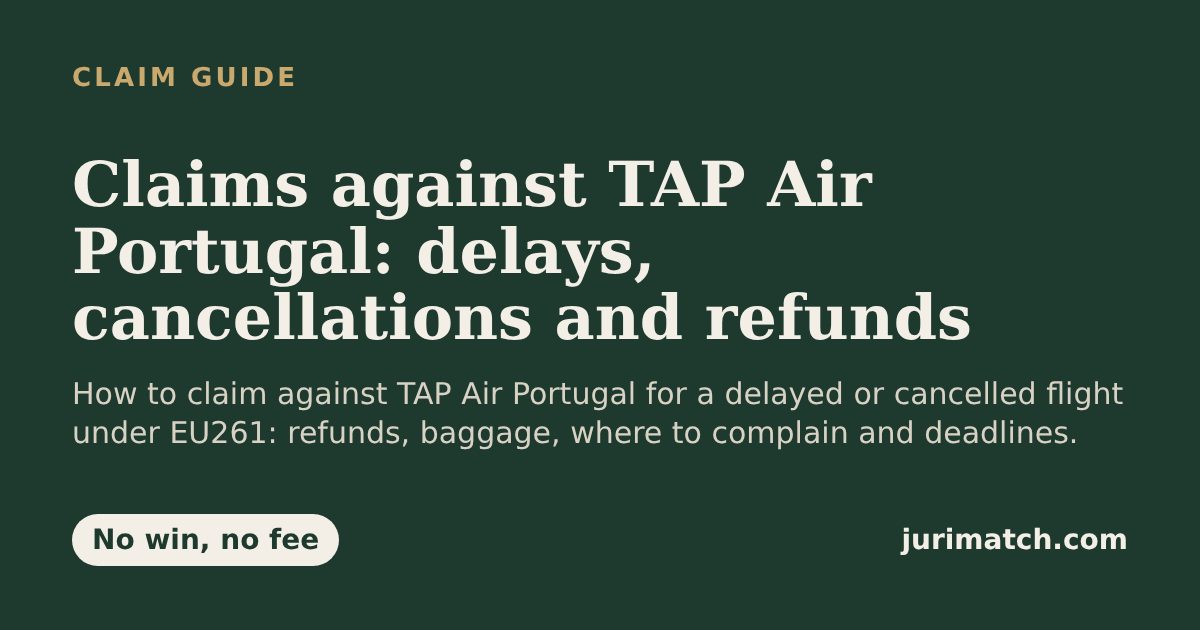 CLAIM GUIDE
Claims against TAP Air
Portugal: delays,
cancellations and refunds
How to claim against TAP Air Portugal for a delayed or cancelled flight
under EU261: refunds, baggage, where to complain and deadlines.
No win, no fee
jurimatch.com